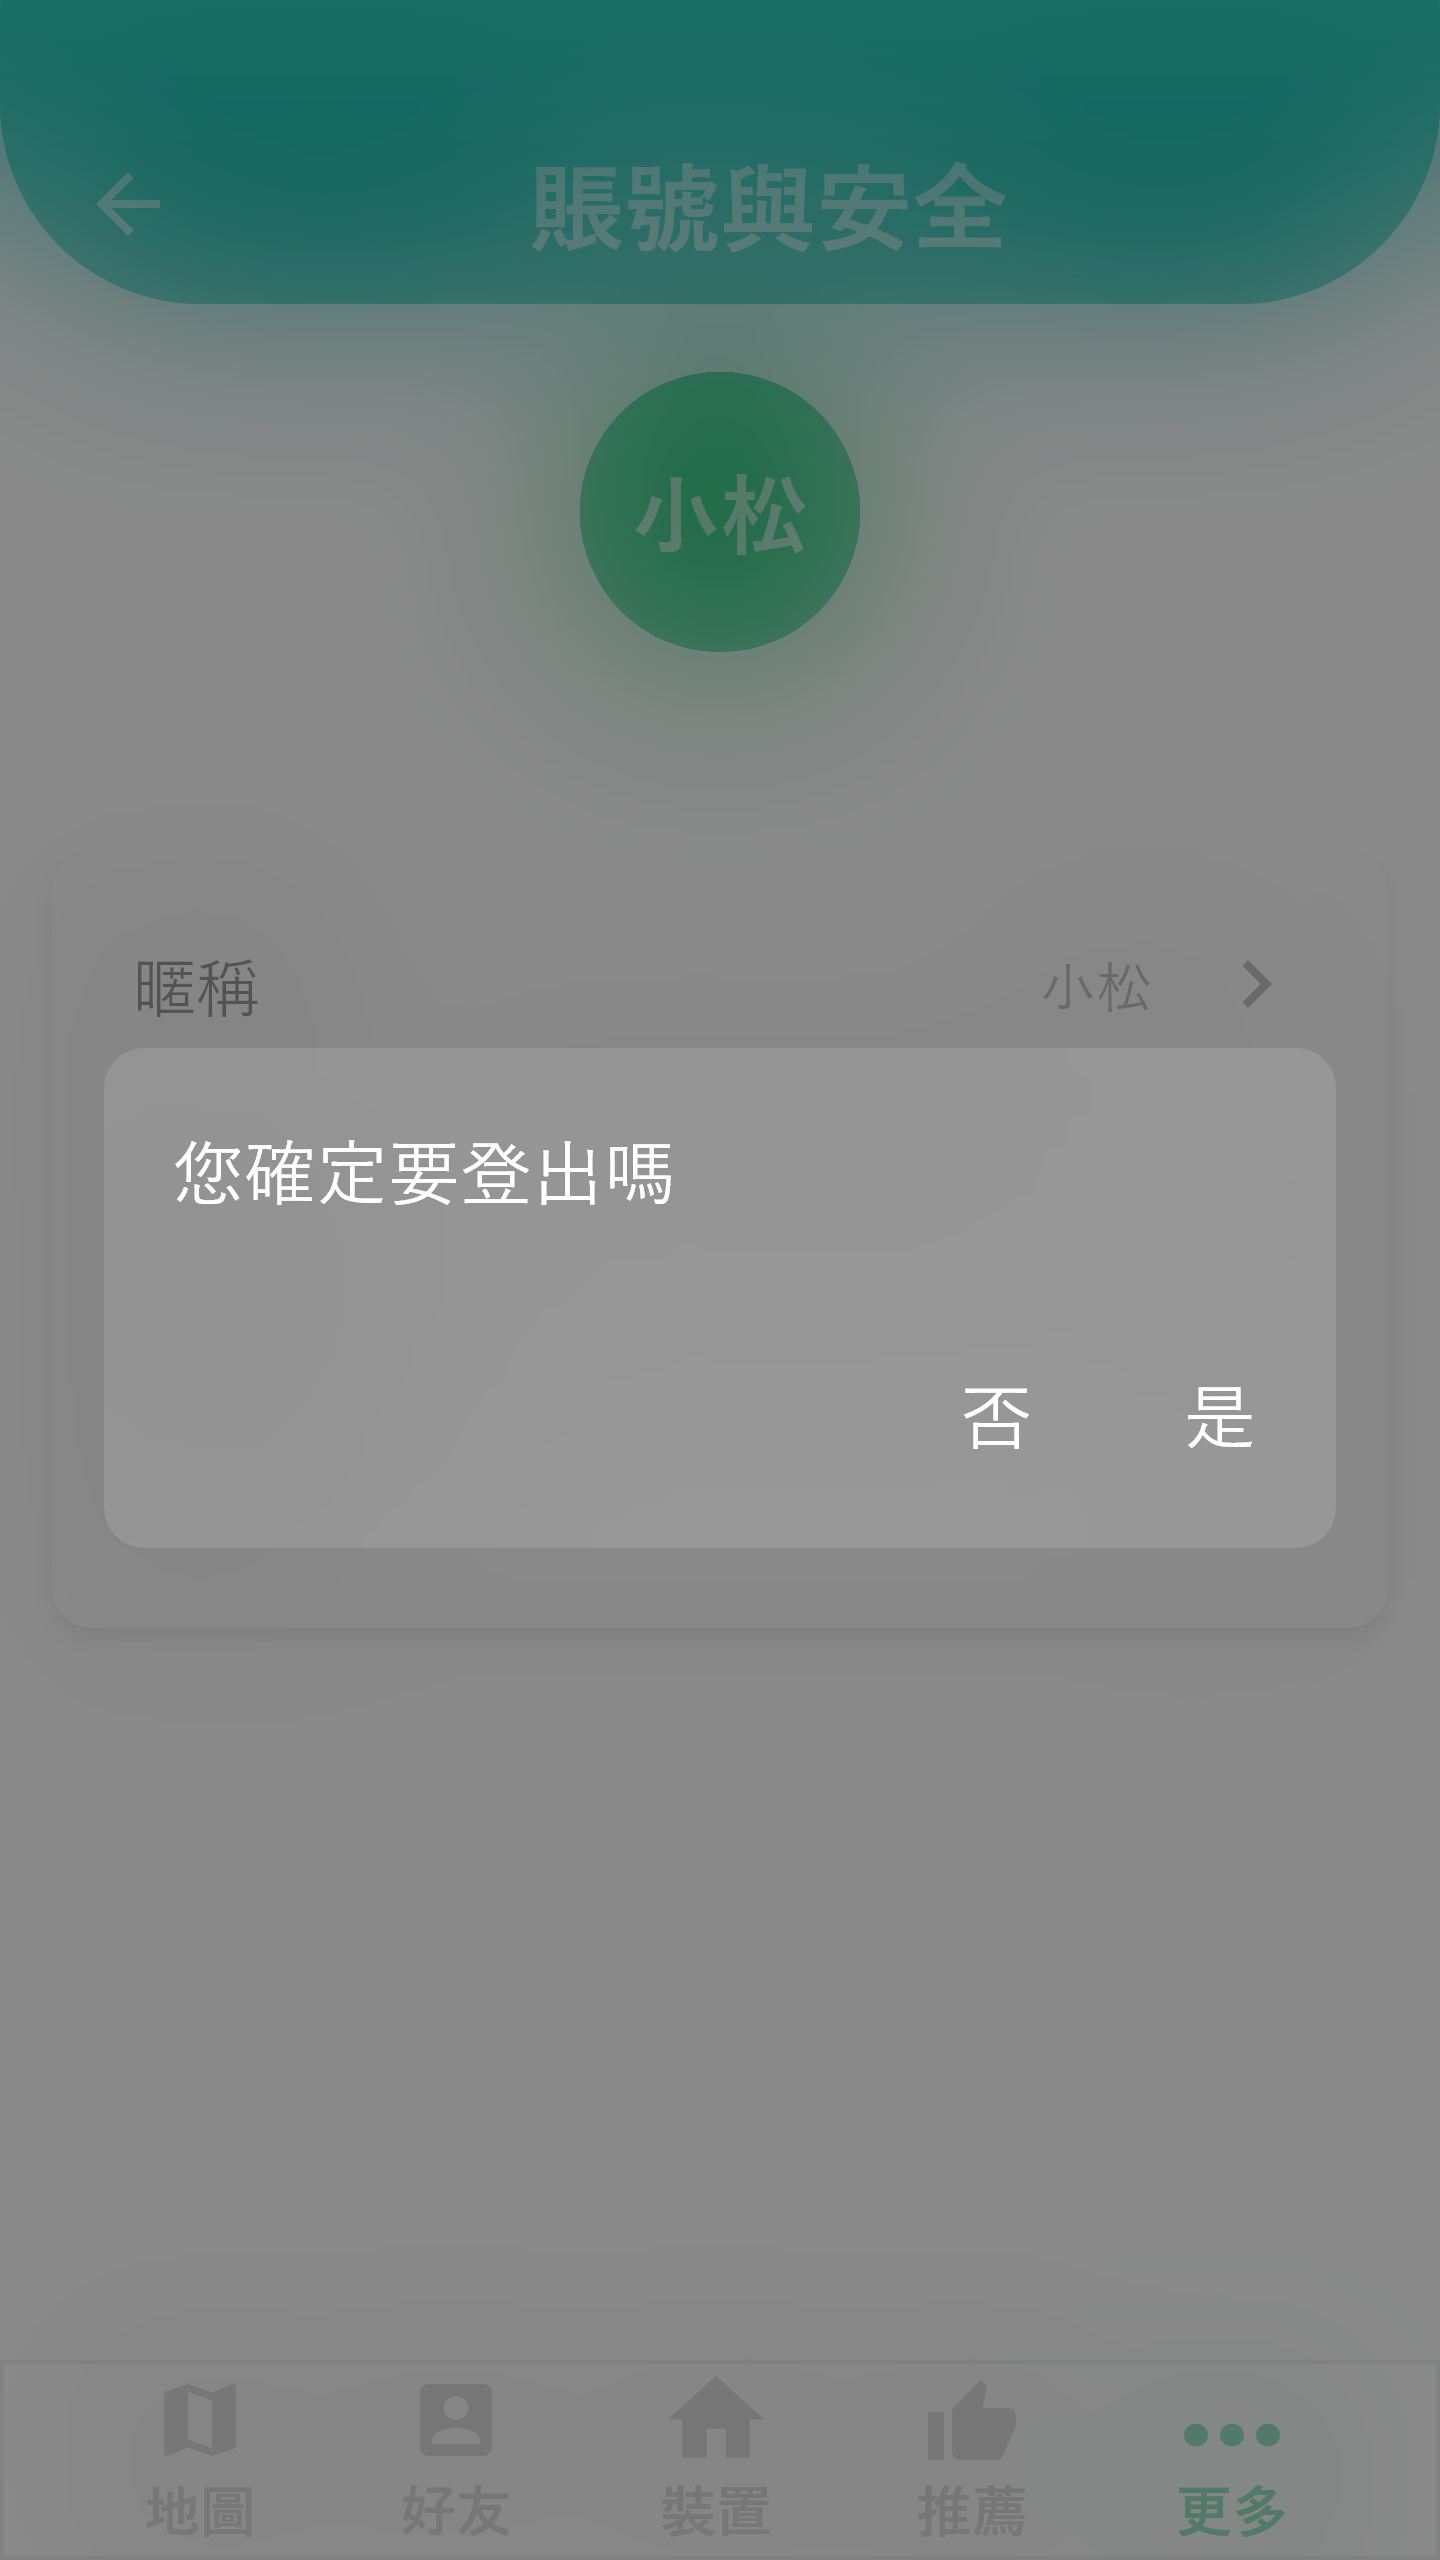 賬號與安全
小松
暱稱 小松
您確定要登出嗎
否 是
地圖 好友 裝置 推薦 更多